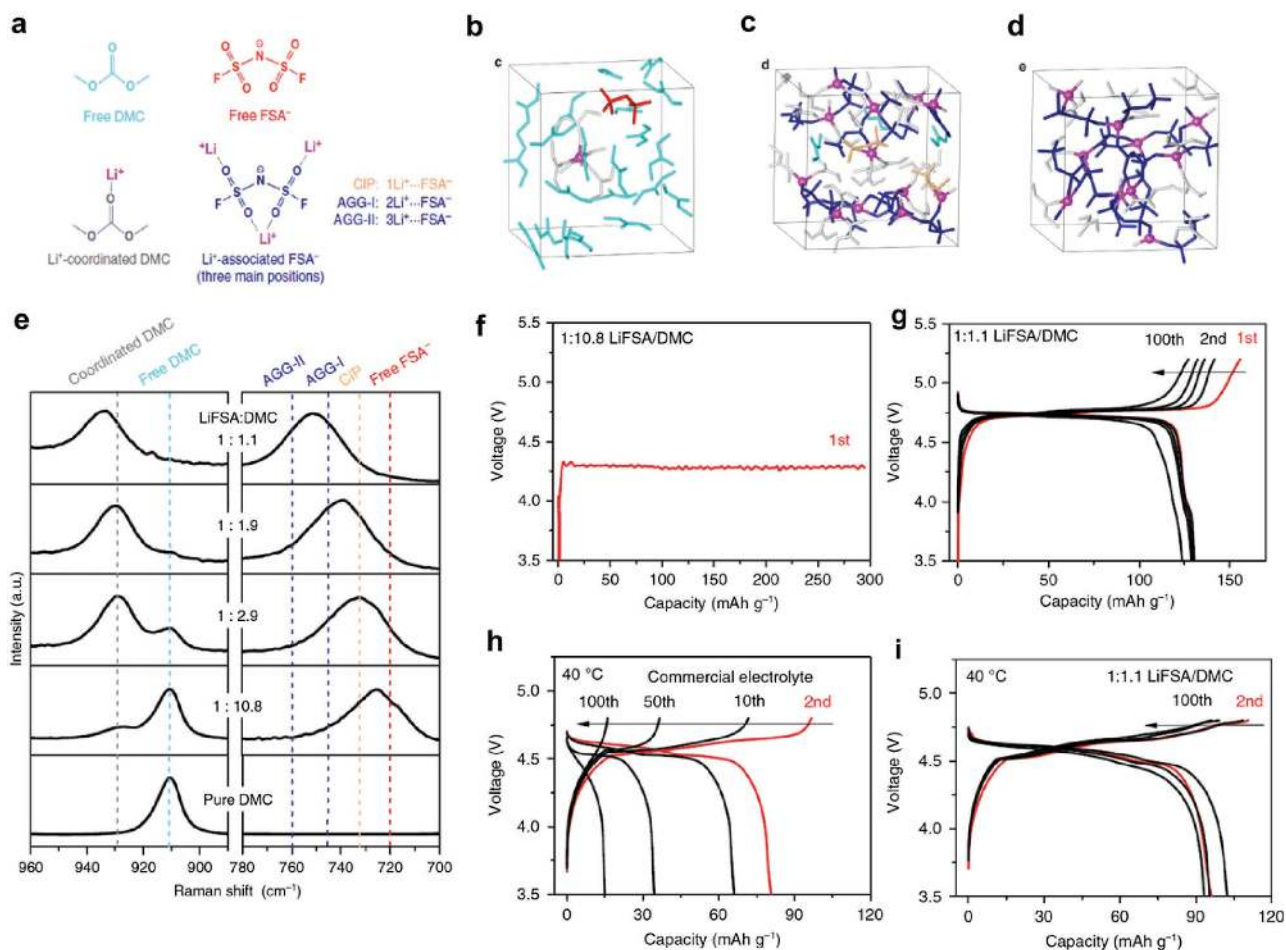 a
O
O
O
Free DMC
O
O
F
S
N
⊖
S
F
O
O
Free FSA⁻
Li⁺
O
O
O
Li⁺-coordinated DMC
⁺Li
Li⁺
O
O
F
S
N
⊖
S
F
O
O
Li⁺
Li⁺-associated FSA⁻
(three main positions)
CIP: 1Li⁺···FSA⁻
AGG-I: 2Li⁺···FSA⁻
AGG-II: 3Li⁺···FSA⁻
b
c
c
d
d
e
e
Coordinated DMC
Free DMC
AGG-II
AGG-I
CIP
Free FSA⁻
LiFSA:DMC
1 : 1.1
1 : 1.9
1 : 2.9
1 : 10.8
Pure DMC
Intensity (a.u.)
960 940 920 900 780 760 740 720 700
Raman shift (cm⁻¹)
f
1:10.8 LiFSA/DMC
1st
Voltage (V)
5.5
5.0
4.5
4.0
3.5
0 50 100 150 200 250 300
Capacity (mAh g⁻¹)
g
1:1.1 LiFSA/DMC
100th 2nd 1st
Voltage (V)
5.5
5.0
4.5
4.0
3.5
0 50 100 150
Capacity (mAh g⁻¹)
h
40 °C
Commercial electrolyte
100th 50th 10th 2nd
Voltage (V)
5.0
4.5
4.0
3.5
0 30 60 90 120
Capacity (mAh g⁻¹)
i
40 °C
1:1.1 LiFSA/DMC
100th 2nd
Voltage (V)
5.0
4.5
4.0
3.5
0 30 60 90 120
Capacity (mAh g⁻¹)